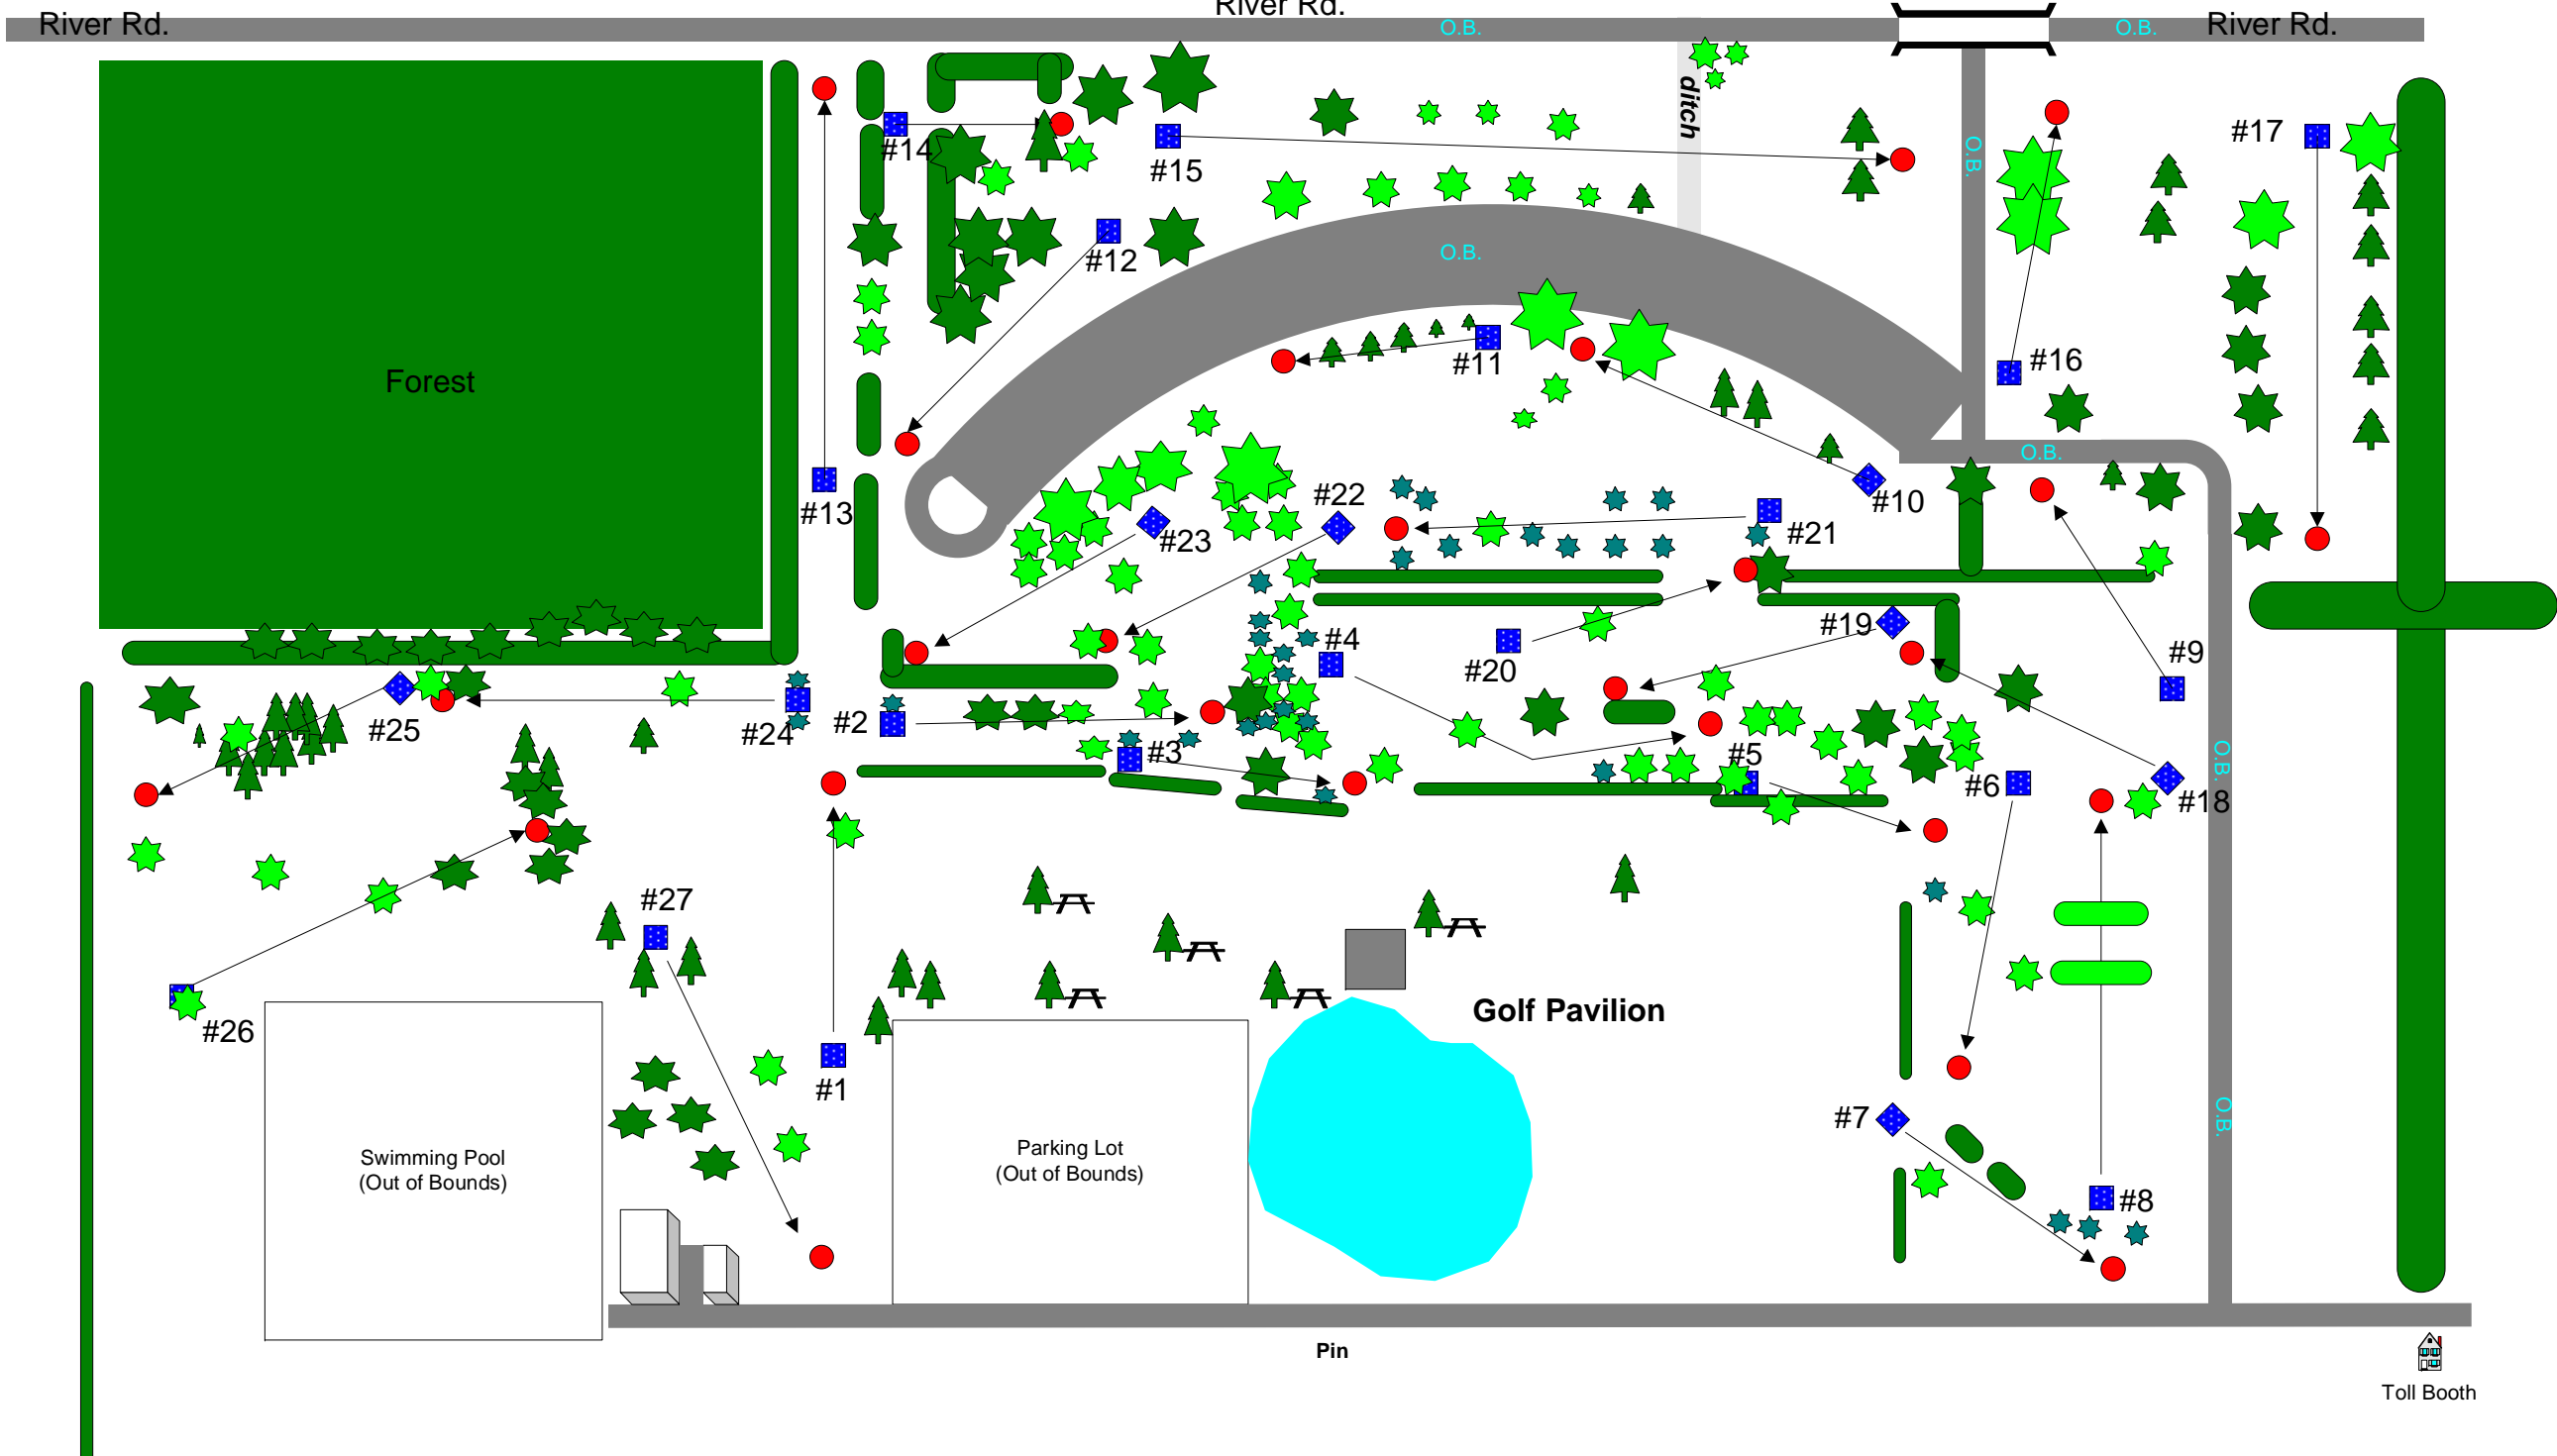 River Rd.
River Rd.
River Rd.
O.B.
O.B.
ditch
#14
#15
#17
O.B.
#12
O.B.
#11
#16
Forest
O.B.
#13
#22
#10
#23
#21
#4
#19
#20
#9
#25
#24
#2
#3
#5
#6
#18
O.B.
#27
#26
Golf Pavilion
#1
#7
O.B.
#8
Swimming Pool
(Out of Bounds)
Parking Lot
(Out of Bounds)
Pin
Toll Booth